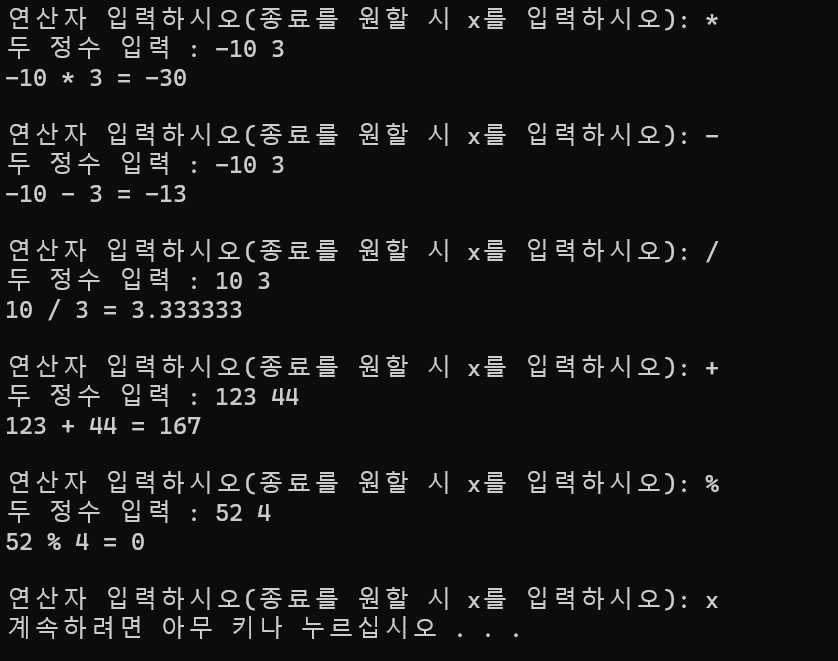 연산자 입력하시오(종료를 원할 시 x를 입력하시오): *
두 정수 입력 : -10 3
-10 * 3 = -30
연산자 입력하시오(종료를 원할 시 x를 입력하시오): -
두 정수 입력 : -10 3
-10 - 3 = -13
연산자 입력하시오(종료를 원할 시 x를 입력하시오): /
두 정수 입력 : 10 3
10 / 3 = 3.333333
연산자 입력하시오(종료를 원할 시 x를 입력하시오): +
두 정수 입력 : 123 44
123 + 44 = 167
연산자 입력하시오(종료를 원할 시 x를 입력하시오): %
두 정수 입력 : 52 4
52 % 4 = 0
연산자 입력하시오(종료를 원할 시 x를 입력하시오): x
계속하려면 아무 키나 누르십시오 . . .